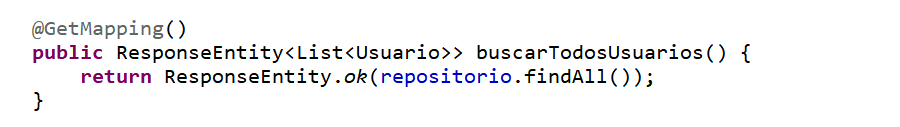 @GetMapping()
public ResponseEntity<List<Usuario>> buscarTodosUsuarios() {
    return ResponseEntity.ok(repositorio.findAll());
}